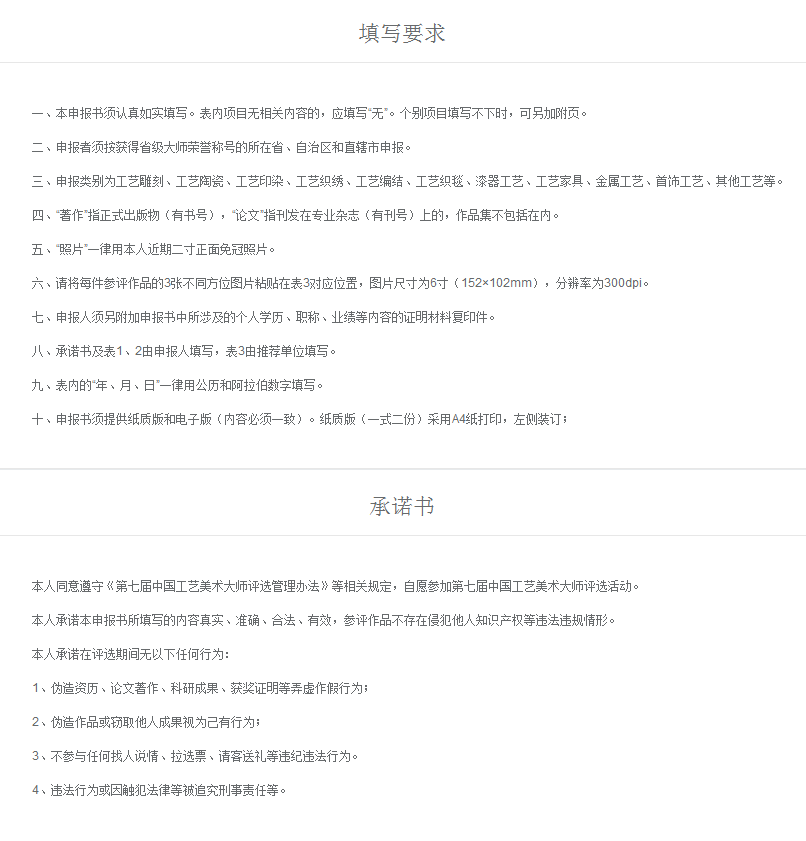 填写要求
一、本申报书须认真如实填写。表内项目无相关内容的，应填写“无”。个别项目填写不下时，可另加附页。
二、申报者须按获得省级大师荣誉称号的所在省、自治区和直辖市申报。
三、申报类别为工艺雕刻、工艺陶瓷、工艺印染、工艺织绣、工艺编结、工艺织毯、漆器工艺、工艺家具、金属工艺、首饰工艺、其他工艺等。
四、“著作”指正式出版物（有书号），“论文”指刊发在专业杂志（有刊号）上的，作品集不包括在内。
五、“照片”一律用本人近期二寸正面免冠照片。
六、请将每件参评作品的3张不同方位图片粘贴在表3对应位置，图片尺寸为6寸（152×102mm），分辨率为300dpi。
七、申报人须另附加申报书中所涉及的个人学历、职称、业绩等内容的证明材料复印件。
八、承诺书及表1、2由申报人填写，表3由推荐单位填写。
九、表内的“年、月、日”一律用公历和阿拉伯数字填写。
十、申报书须提供纸质版和电子版（内容必须一致）。纸质版（一式二份）采用A4纸打印，左侧装订；
承诺书
本人同意遵守《第七届中国工艺美术大师评选管理办法》等相关规定，自愿参加第七届中国工艺美术大师评选活动。
本人承诺本申报书所填写的内容真实、准确、合法、有效，参评作品不存在侵犯他人知识产权等违法违规情形。
本人承诺在评选期间无以下任何行为：
1、伪造资历、论文著作、科研成果、获奖证明等弄虚作假行为；
2、伪造作品或窃取他人成果视为己有行为；
3、不参与任何找人说情、拉选票、请客送礼等违纪违法行为。
4、违法行为或因触犯法律等被追究刑事责任等。